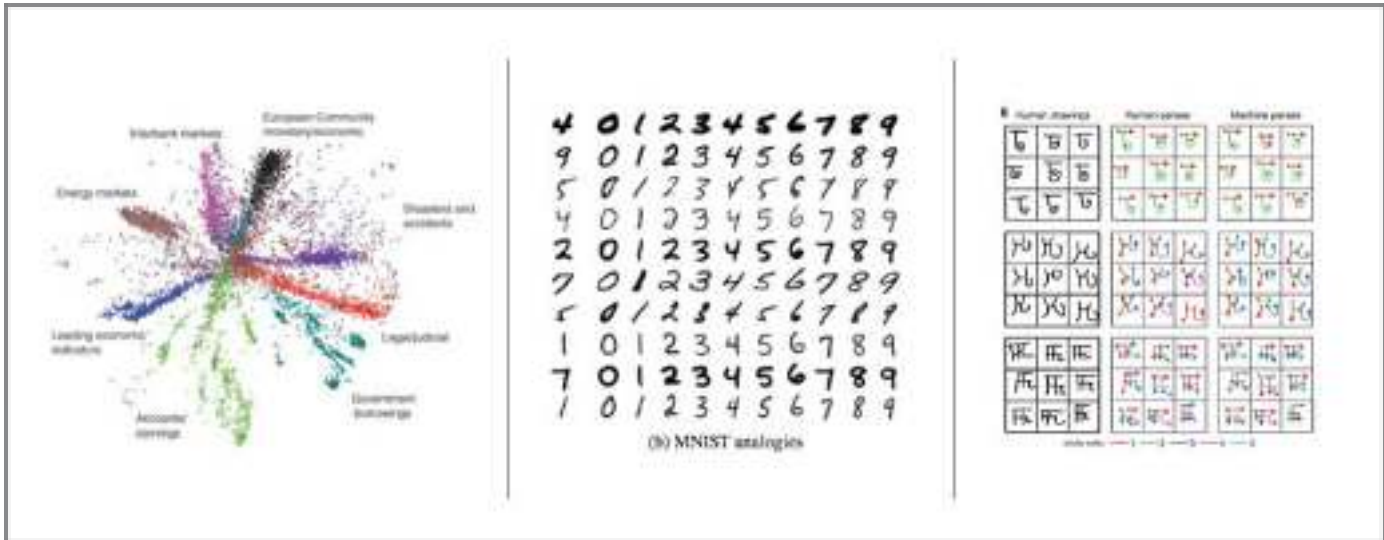 European Community
monetary/economic
Interbank markets
Energy markets
Disasters and
accidents
Leading economic
indicators
Legal/judicial
Government
borrowings
Accounts/
earnings
4 0 1 2 3 4 5 6 7 8 9
9 0 1 2 3 4 5 6 7 8 9
5 0 1 2 3 4 5 6 7 8 9
4 0 1 2 3 4 5 6 7 8 9
2 0 1 2 3 4 5 6 7 8 9
7 0 1 2 3 4 5 6 7 8 9
5 0 1 2 3 4 5 6 7 8 9
1 0 1 2 3 4 5 6 7 8 9
7 0 1 2 3 4 5 6 7 8 9
1 0 1 2 3 4 5 6 7 8 9
(b) MNIST analogies
Human drawings
Human parses
Machine parses